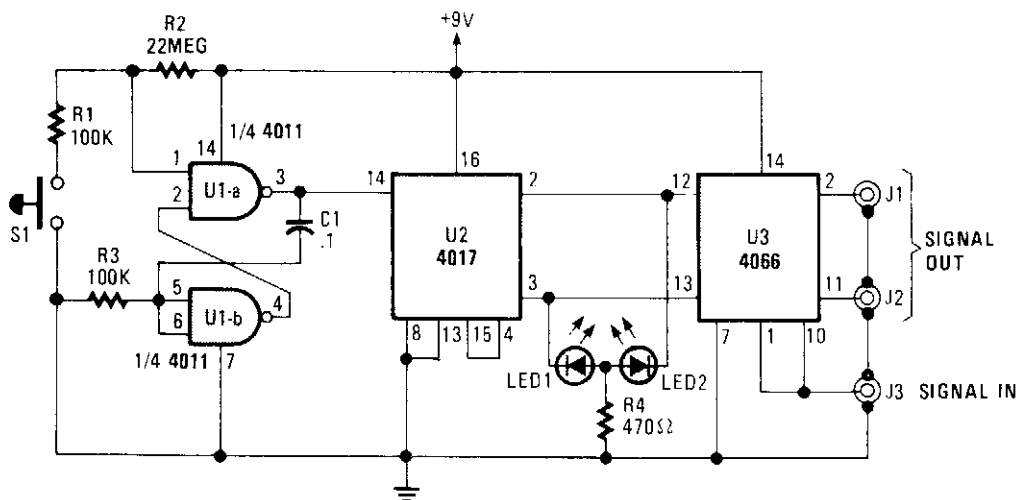 +9V
R2
22MEG
R1
100K
1/4 4011
14
1
2
U1-a
3
14
16
2
12
14
2
J1
S1
C1
.1
U2
4017
U3
4066
SIGNAL
OUT
R3
100K
5
6
U1-b
4
3
13
11
J2
1/4 4011
7
8
13
15
4
7
1
10
LED1
LED2
R4
470Ω
J3
SIGNAL IN